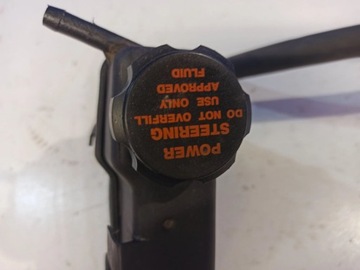 POWER
STEERING
DO NOT OVERFILL
USE ONLY
APPROVED
FLUID